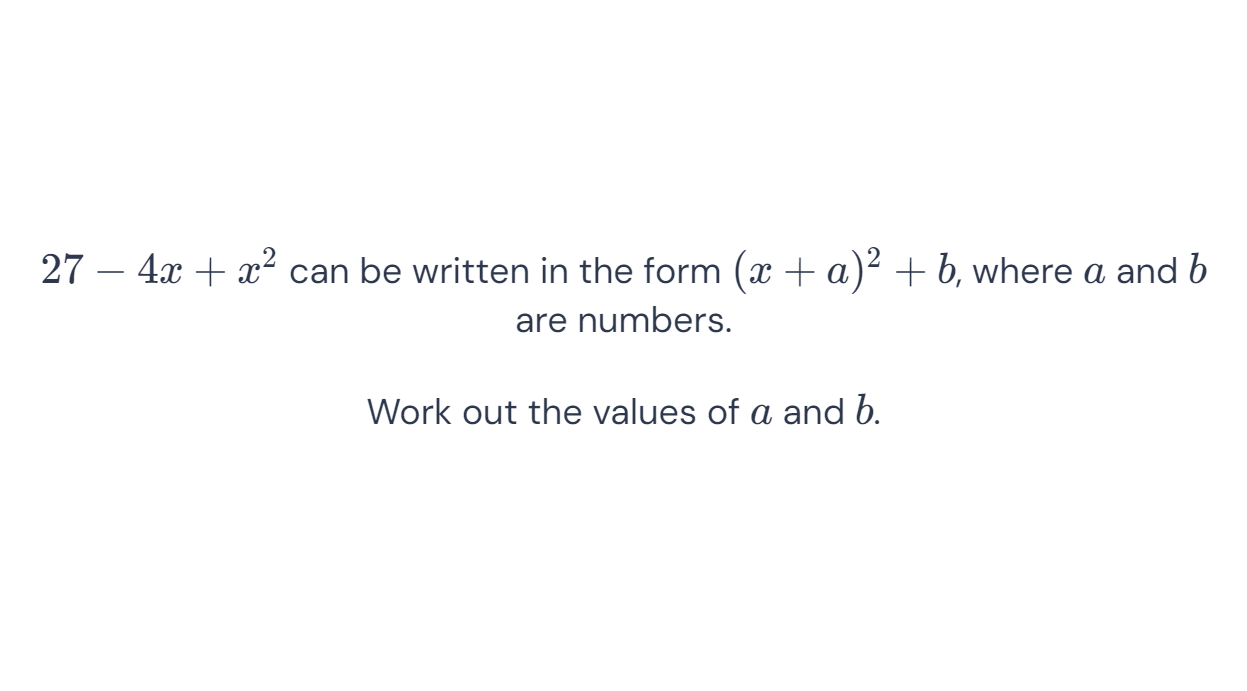 27 − 4x + x² can be written in the form (x + a)² + b, where a and b
are numbers.
Work out the values of a and b.